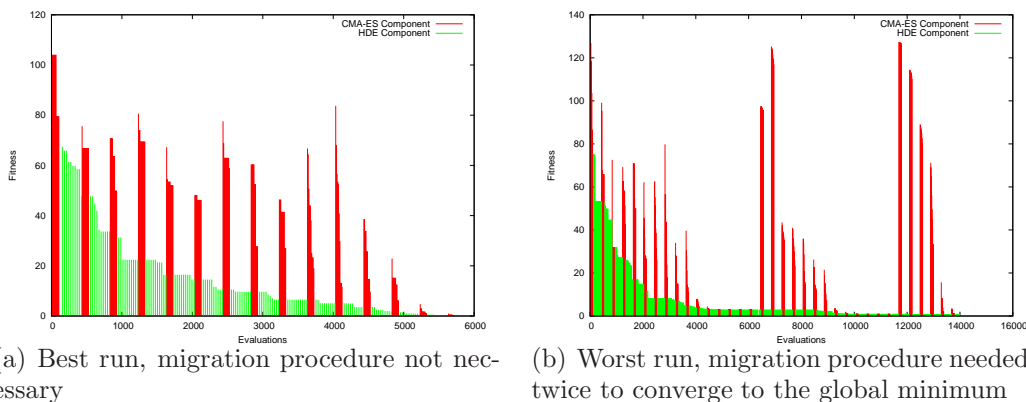 120
100
80
60
40
20
0
Fitness
CMA-ES Component
HDE Component
0 1000 2000 3000 4000 5000 6000
Evaluations
(a) Best run, migration procedure not nec-
essary
140
120
100
80
60
40
20
0
Fitness
CMA-ES Component
HDE Component
0 2000 4000 6000 8000 10000 12000 14000 16000
Evaluations
(b) Worst run, migration procedure needed
twice to converge to the global minimum